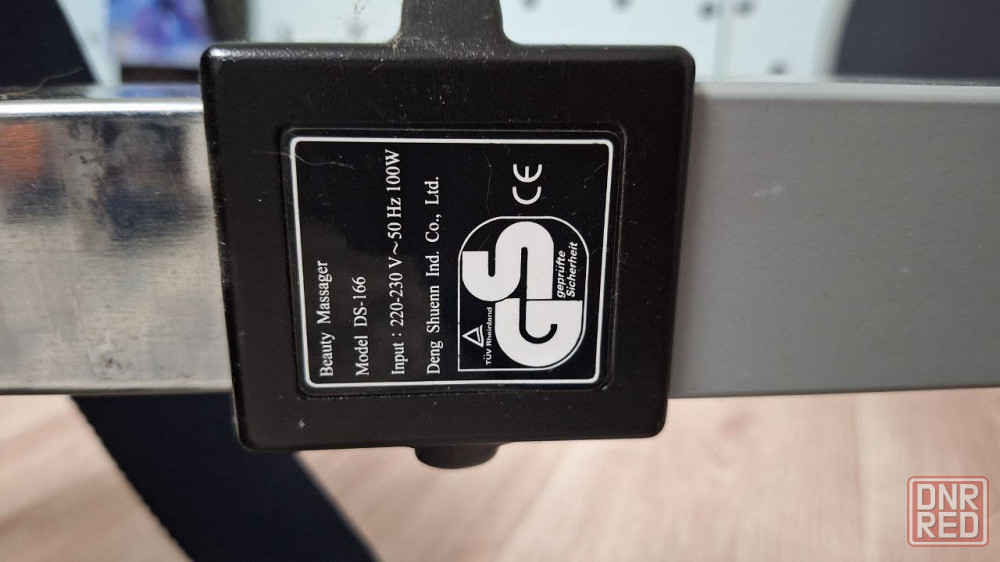 Beauty Massager
Model DS-166
Input : 220-230 V~50 Hz 100W
Deng Shuenn Ind. Co., Ltd.
TÜV Rheinland
GS
geprüfte
Sicherheit
CE
DNR
RED